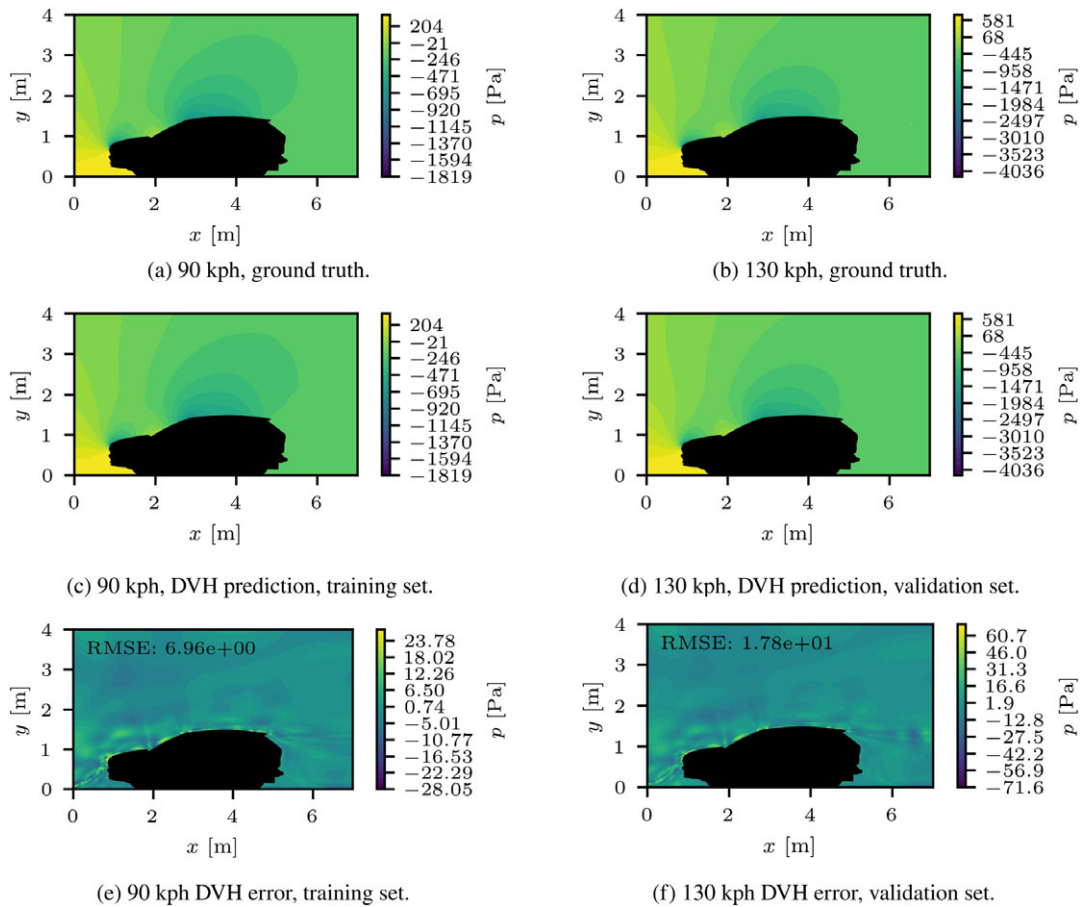 4
3
2
1
0
y [m]
0 2 4 6
x [m]
204
−21
−246
−471
−695
−920
−1145
−1370
−1594
−1819
p [Pa]
(a) 90 kph, ground truth.
4
3
2
1
0
y [m]
0 2 4 6
x [m]
581
68
−445
−958
−1471
−1984
−2497
−3010
−3523
−4036
p [Pa]
(b) 130 kph, ground truth.
4
3
2
1
0
y [m]
0 2 4 6
x [m]
204
−21
−246
−471
−695
−920
−1145
−1370
−1594
−1819
p [Pa]
(c) 90 kph, DVH prediction, training set.
4
3
2
1
0
y [m]
0 2 4 6
x [m]
581
68
−445
−958
−1471
−1984
−2497
−3010
−3523
−4036
p [Pa]
(d) 130 kph, DVH prediction, validation set.
RMSE: 6.96e+00
4
3
2
1
0
y [m]
0 2 4 6
x [m]
23.78
18.02
12.26
6.50
0.74
−5.01
−10.77
−16.53
−22.29
−28.05
p [Pa]
(e) 90 kph DVH error, training set.
RMSE: 1.78e+01
4
3
2
1
0
y [m]
0 2 4 6
x [m]
60.7
46.0
31.3
16.6
1.9
−12.8
−27.5
−42.2
−56.9
−71.6
p [Pa]
(f) 130 kph DVH error, validation set.